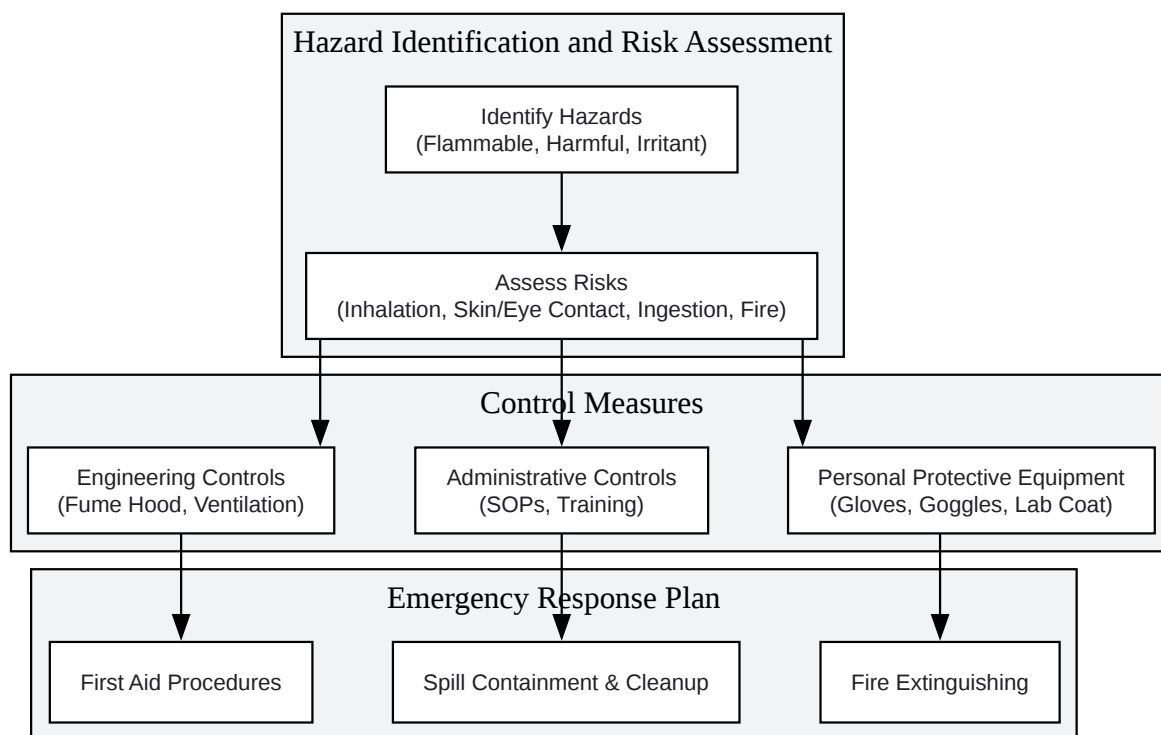 Hazard Identification and Risk Assessment
Identify Hazards
(Flammable, Harmful, Irritant)
Assess Risks
(Inhalation, Skin/Eye Contact, Ingestion, Fire)
Control Measures
Engineering Controls
(Fume Hood, Ventilation)
Administrative Controls
(SOPs, Training)
Personal Protective Equipment
(Gloves, Goggles, Lab Coat)
Emergency Response Plan
First Aid Procedures
Spill Containment & Cleanup
Fire Extinguishing